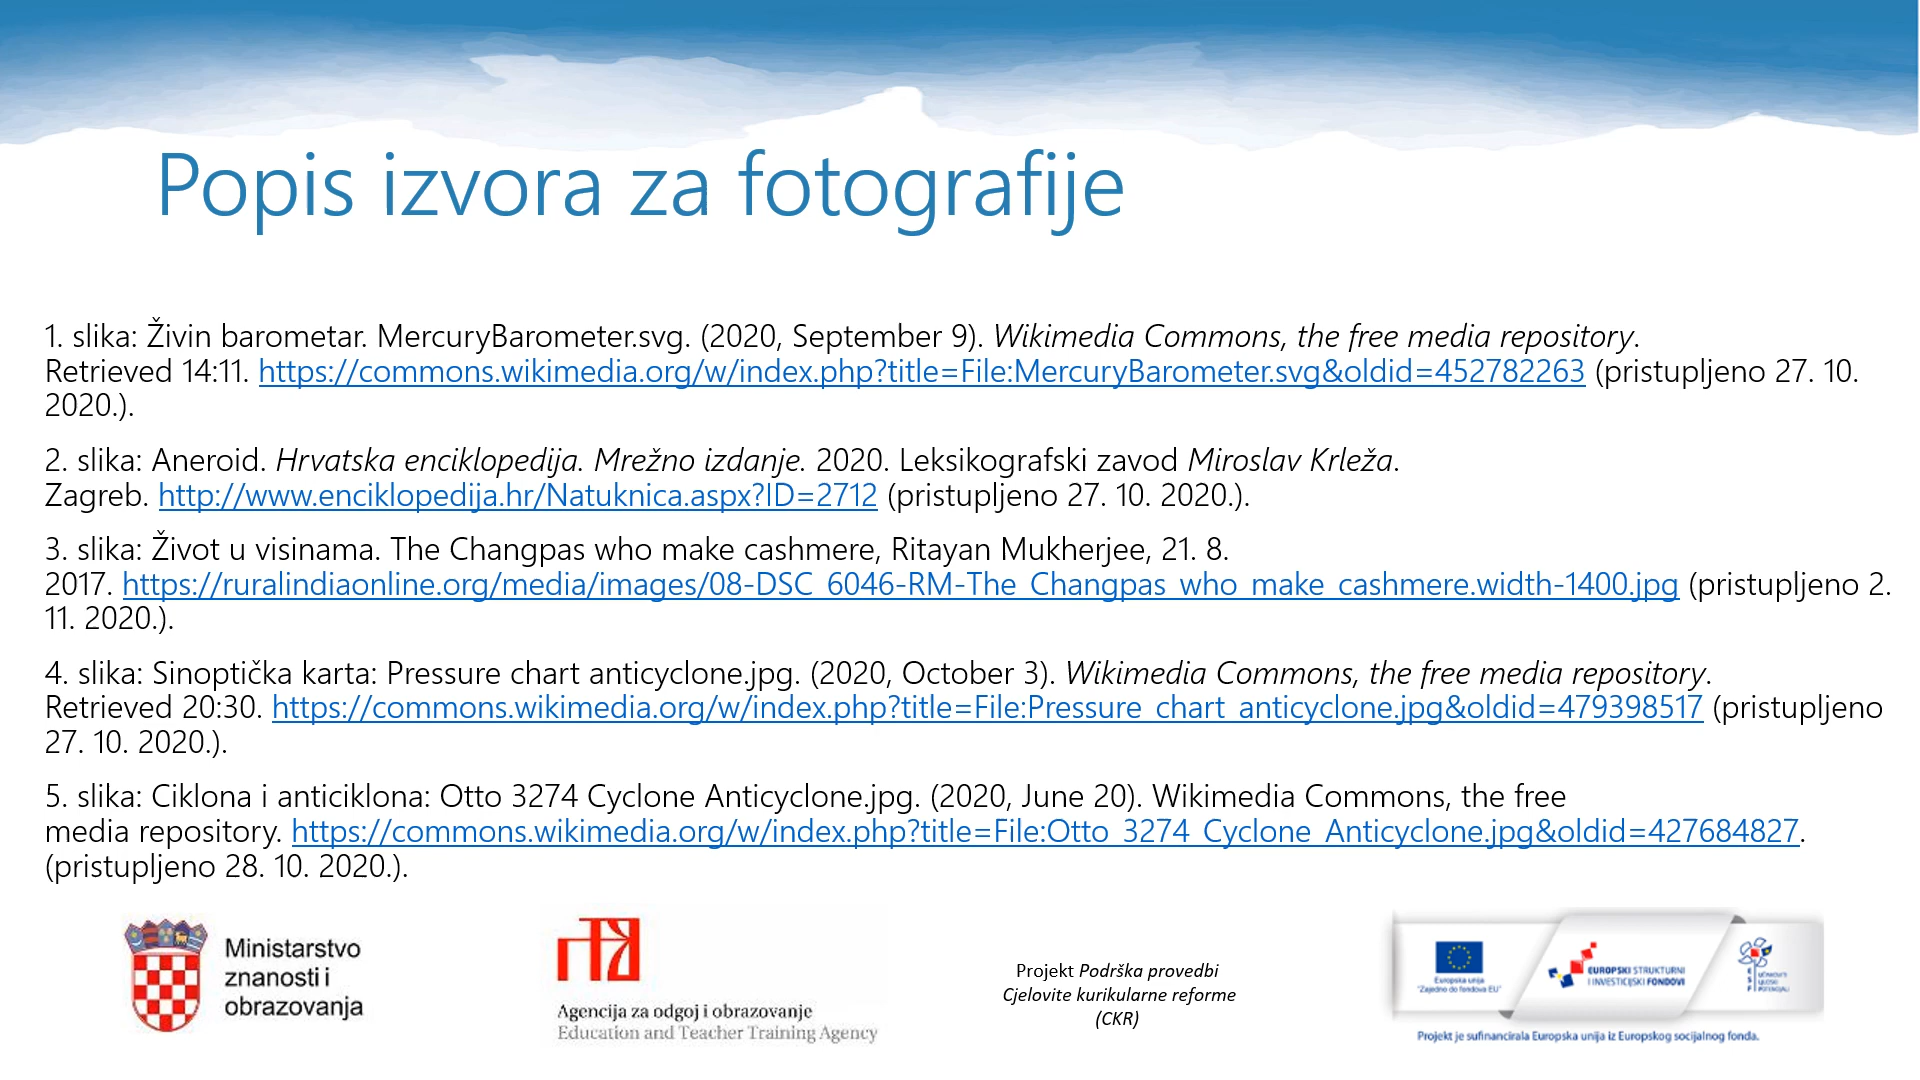 Popis izvora za fotografije
1. slika: Živin barometar. MercuryBarometer.svg. (2020, September 9). Wikimedia Commons, the free media repository.
Retrieved 14:11. https://commons.wikimedia.org/w/index.php?title=File:MercuryBarometer.svg&oldid=452782263 (pristupljeno 27. 10.
2020.).
2. slika: Aneroid. Hrvatska enciklopedija. Mrežno izdanje. 2020. Leksikografski zavod Miroslav Krleža.
Zagreb. http://www.enciklopedija.hr/Natuknica.aspx?ID=2712 (pristupljeno 27. 10. 2020.).
3. slika: Život u visinama. The Changpas who make cashmere, Ritayan Mukherjee, 21. 8.
2017. https://ruralindiaonline.org/media/images/08-DSC_6046-RM-The_Changpas_who_make_cashmere.width-1400.jpg (pristupljeno 2.
11. 2020.).
4. slika: Sinoptička karta: Pressure chart anticyclone.jpg. (2020, October 3). Wikimedia Commons, the free media repository.
Retrieved 20:30. https://commons.wikimedia.org/w/index.php?title=File:Pressure_chart_anticyclone.jpg&oldid=479398517 (pristupljeno
27. 10. 2020.).
5. slika: Ciklona i anticiklona: Otto 3274 Cyclone Anticyclone.jpg. (2020, June 20). Wikimedia Commons, the free
media repository. https://commons.wikimedia.org/w/index.php?title=File:Otto_3274_Cyclone_Anticyclone.jpg&oldid=427684827.
(pristupljeno 28. 10. 2020.).
Ministarstvo
znanosti i
obrazovanja
Agencija za odgoj i obrazovanje
Education and Teacher Training Agency
Projekt Podrška provedbi
Cjelovite kurikularne reforme
(CKR)
Europska unija
"Zajedno do fondova EU"
EUROPSKI STRUKTURNI
I INVESTICIJSKI FONDOVI
ESF
UČINKOVITI
LJUDSKI
POTENCIJALI
Projekt je sufinancirala Europska unija iz Europskog socijalnog fonda.